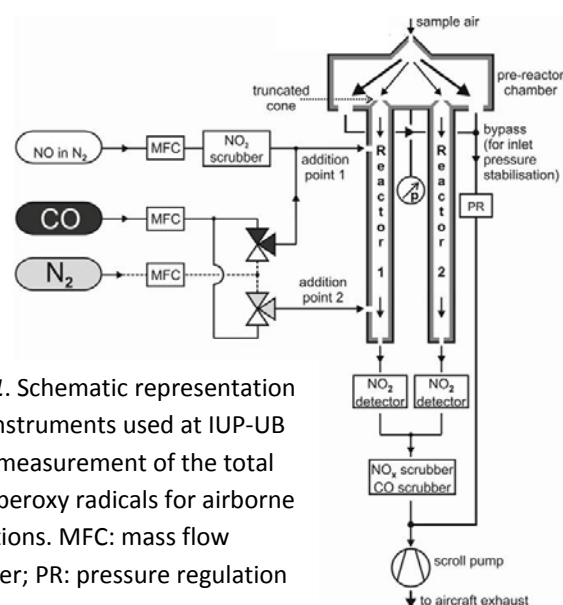 sample air
pre-reactor
chamber
truncated
cone
bypass
(for inlet
pressure
stabilisation)
NO in N2
MFC
NO2
scrubber
addition
point 1
Reactor 1
Reactor 2
p
PR
CO
MFC
N2
MFC
addition
point 2
. Schematic representation
nstruments used at IUP-UB
measurement of the total
peroxy radicals for airborne
tions. MFC: mass flow
er; PR: pressure regulation
NO2
detector
NO2
detector
NOx scrubber
CO scrubber
scroll pump
to aircraft exhaust